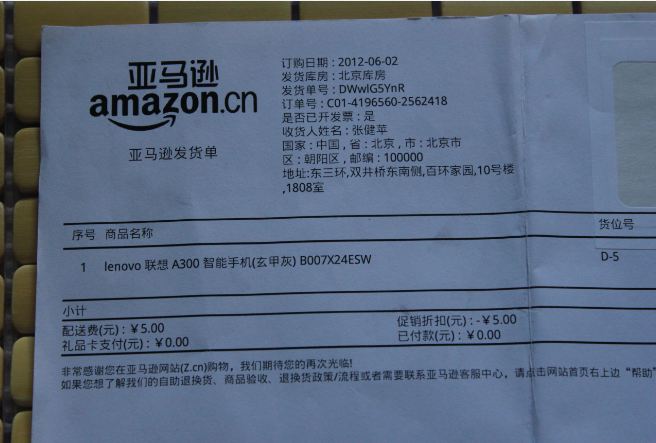 亚马逊
amazon.cn
亚马逊发货单
订购日期 : 2012-06-02
发货库房 : 北京库房
发货单号 : DWwlG5YnR
订单号 : C01-4196560-2562418
是否已开发票 : 是
收货人姓名 : 张健苹
国家 : 中国 , 省 : 北京 , 市 : 北京市
区 : 朝阳区 , 邮编 : 100000
地址:东三环,双井桥东南侧,百环家园,10号楼
,1808室
序号 商品名称 货位号
1 lenovo 联想 A300 智能手机(玄甲灰) B007X24ESW D-5
小计
配送费(元) : ￥5.00 促销折扣(元) : -￥5.00
礼品卡支付(元) : ￥0.00 已付款(元) : ￥0.00
非常感谢您在亚马逊网站(Z.cn)购物，我们期待您的再次光临!
如果您想了解我们的自助退换货、商品验收、退换货政策/流程或者需要联系亚马逊客服中心，请点击网站首页右上边“帮助”